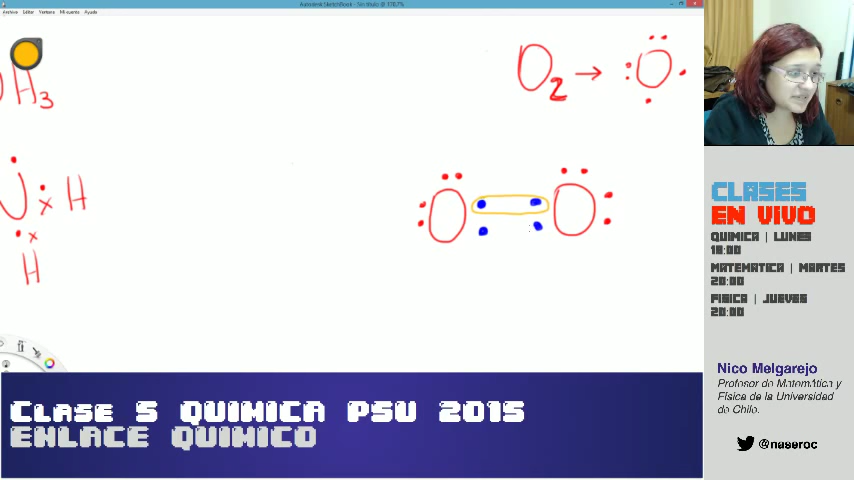 Autodesk SketchBook - Sin título @ 118,7%
Archivo Editar Ventana Mi cuenta Ayuda
H3
O2 → O
x H
O O
x
H
CLASES
EN VIVO
QUIMICA | LUNES
18:00
MATEMATICA | MARTES
20:00
FISICA | JUEVES
20:00
Nico Melgarejo
Profesor de Matemática y
Física de la Universidad
de Chile.
@naseroc
Clase 5 QUIMICA PSU 2015
ENLACE QUIMICO